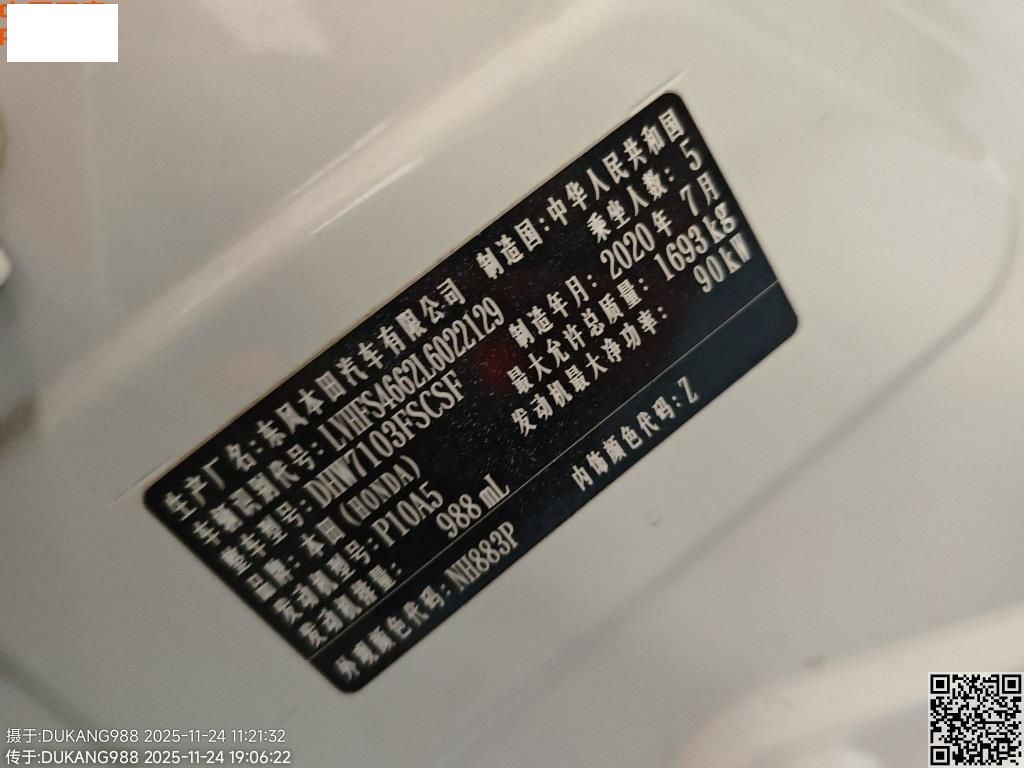 生产厂名:东风本田汽车有限公司 制造国:中华人民共和国
车辆识别代号:LVHFS4662L6022129 乘坐人数:5
整车型号:DHW7103FSCSF 制造年月:2020年7月
品牌:本田(HONDA) 最大允许总质量:1693kg
发动机型号:P10A5 发动机最大净功率:90kW
发动机容量:988mL
外观颜色代码:NH883P 内饰颜色代码:Z
摄于:DUKANG988 2025-11-24 11:21:32
传于:DUKANG988 2025-11-24 19:06:22